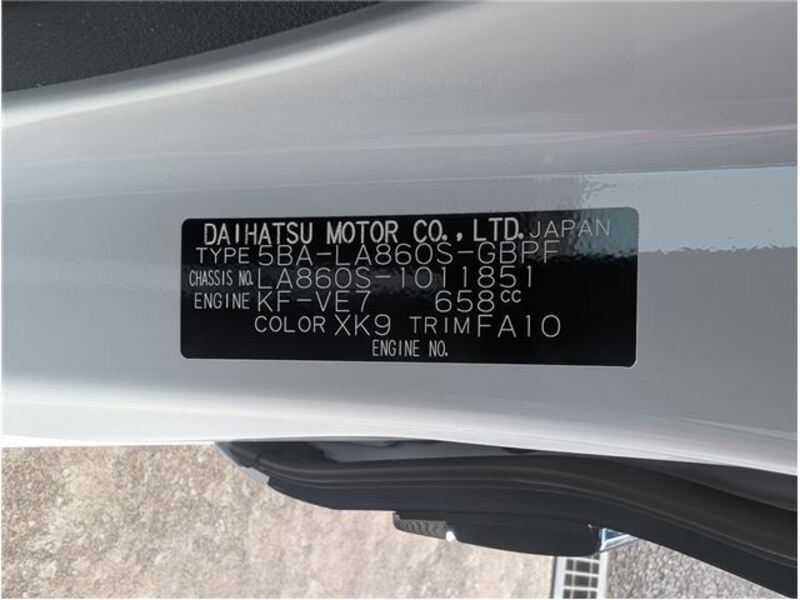 DAIHATSU MOTOR CO., LTD. JAPAN
TYPE 5BA-LA860S-GBPF
CHASSIS NO. LA860S-1011851
ENGINE KF-VE7 658cc
COLOR XK9 TRIM FA10
ENGINE NO.